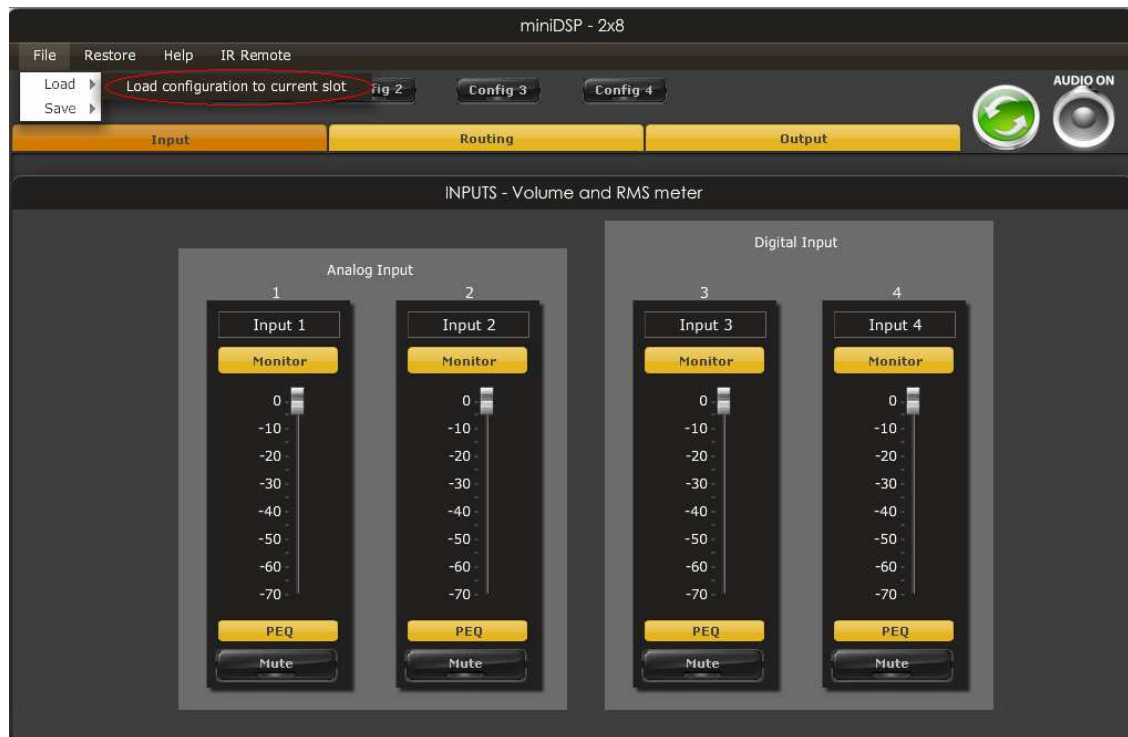 miniDSP - 2x8
File Restore Help IR Remote
Load Load configuration to current slot
Save
fig 2 Config 3 Config 4
AUDIO ON
Input Routing Output
INPUTS - Volume and RMS meter
Analog Input
Digital Input
1 2 3 4
Input 1 Input 2 Input 3 Input 4
Monitor Monitor Monitor Monitor
0 0 0 0
-10 -10 -10 -10
-20 -20 -20 -20
-30 -30 -30 -30
-40 -40 -40 -40
-50 -50 -50 -50
-60 -60 -60 -60
-70 -70 -70 -70
PEQ PEQ PEQ PEQ
Mute Mute Mute Mute